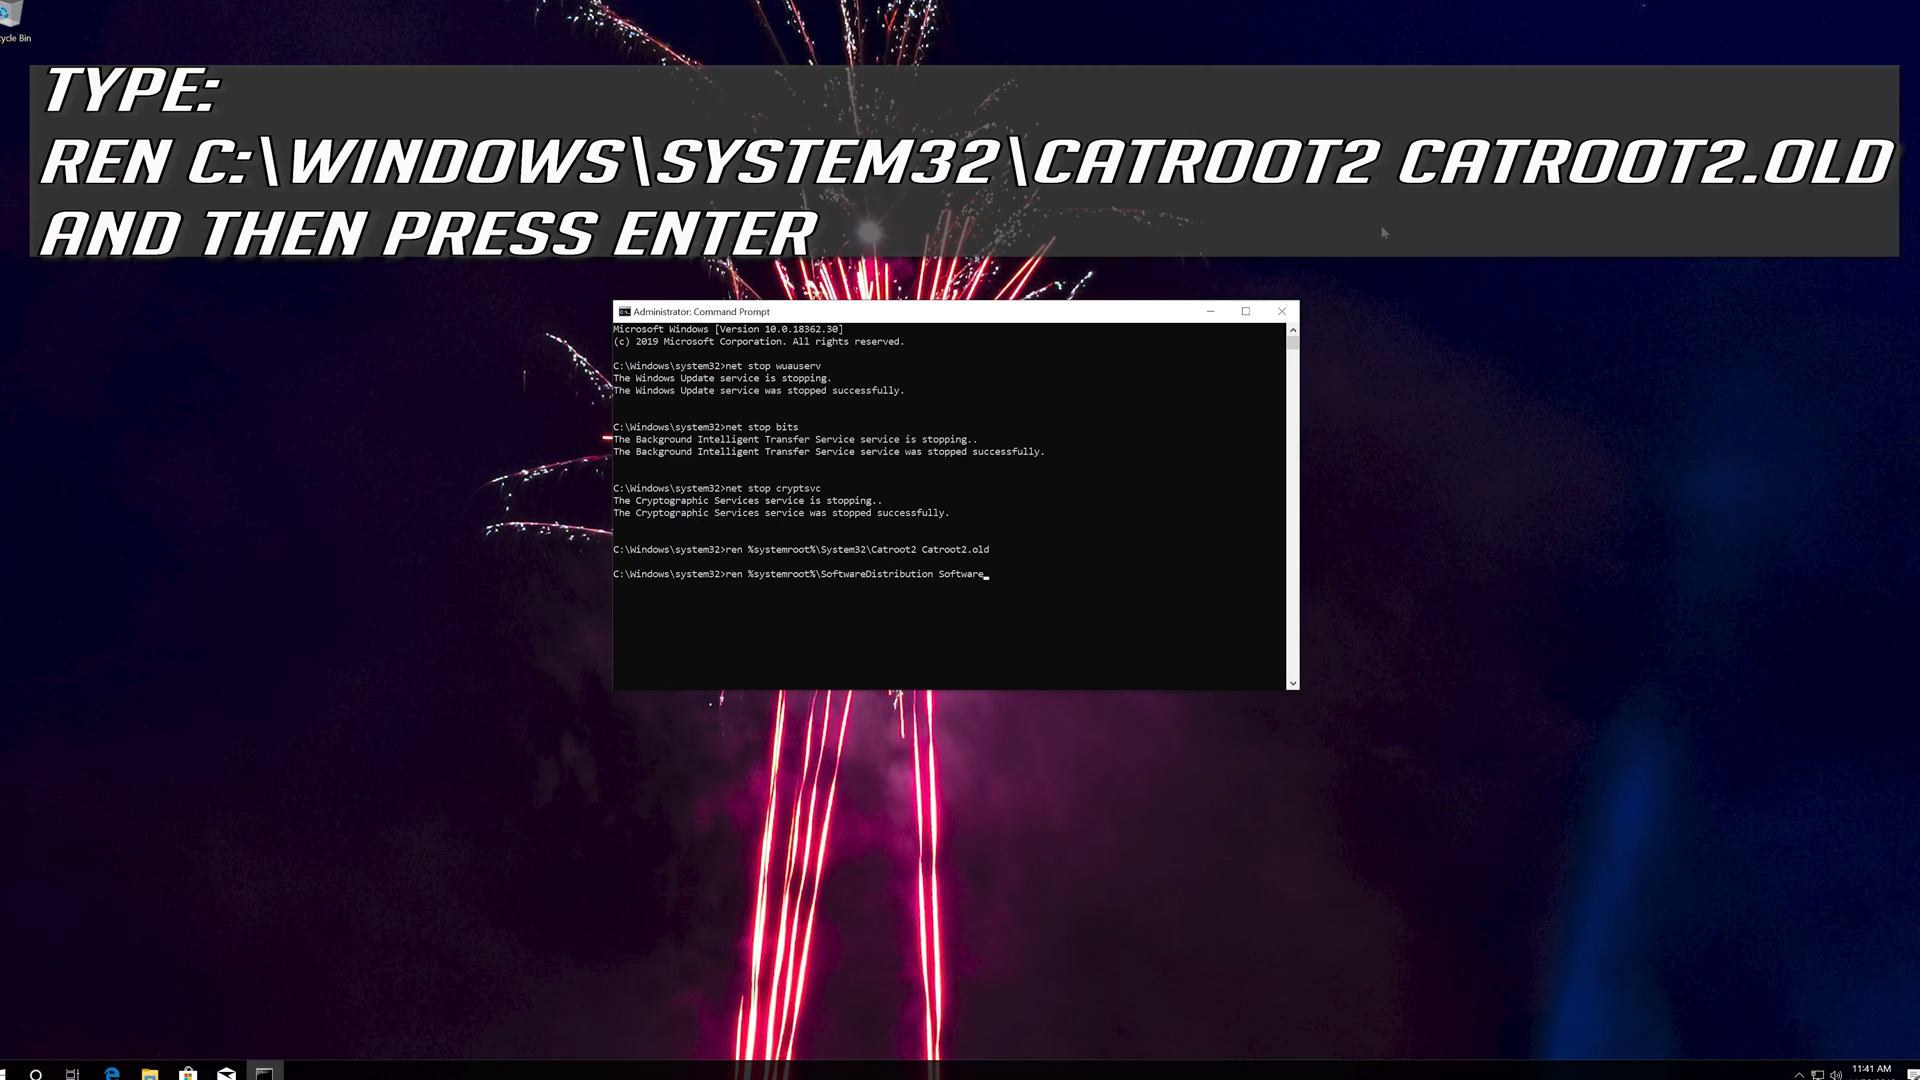 cycle Bin
TYPE:
REN C:\WINDOWS\SYSTEM32\CATROOT2 CATROOT2.OLD
AND THEN PRESS ENTER
Administrator: Command Prompt
Microsoft Windows [Version 10.0.18362.30]
(c) 2019 Microsoft Corporation. All rights reserved.
C:\Windows\system32>net stop wuauserv
The Windows Update service is stopping.
The Windows Update service was stopped successfully.
C:\Windows\system32>net stop bits
The Background Intelligent Transfer Service service is stopping..
The Background Intelligent Transfer Service service was stopped successfully.
C:\Windows\system32>net stop cryptsvc
The Cryptographic Services service is stopping..
The Cryptographic Services service was stopped successfully.
C:\Windows\system32>ren %systemroot%\System32\Catroot2 Catroot2.old
C:\Windows\system32>ren %systemroot%\SoftwareDistribution Software
11:41 AM